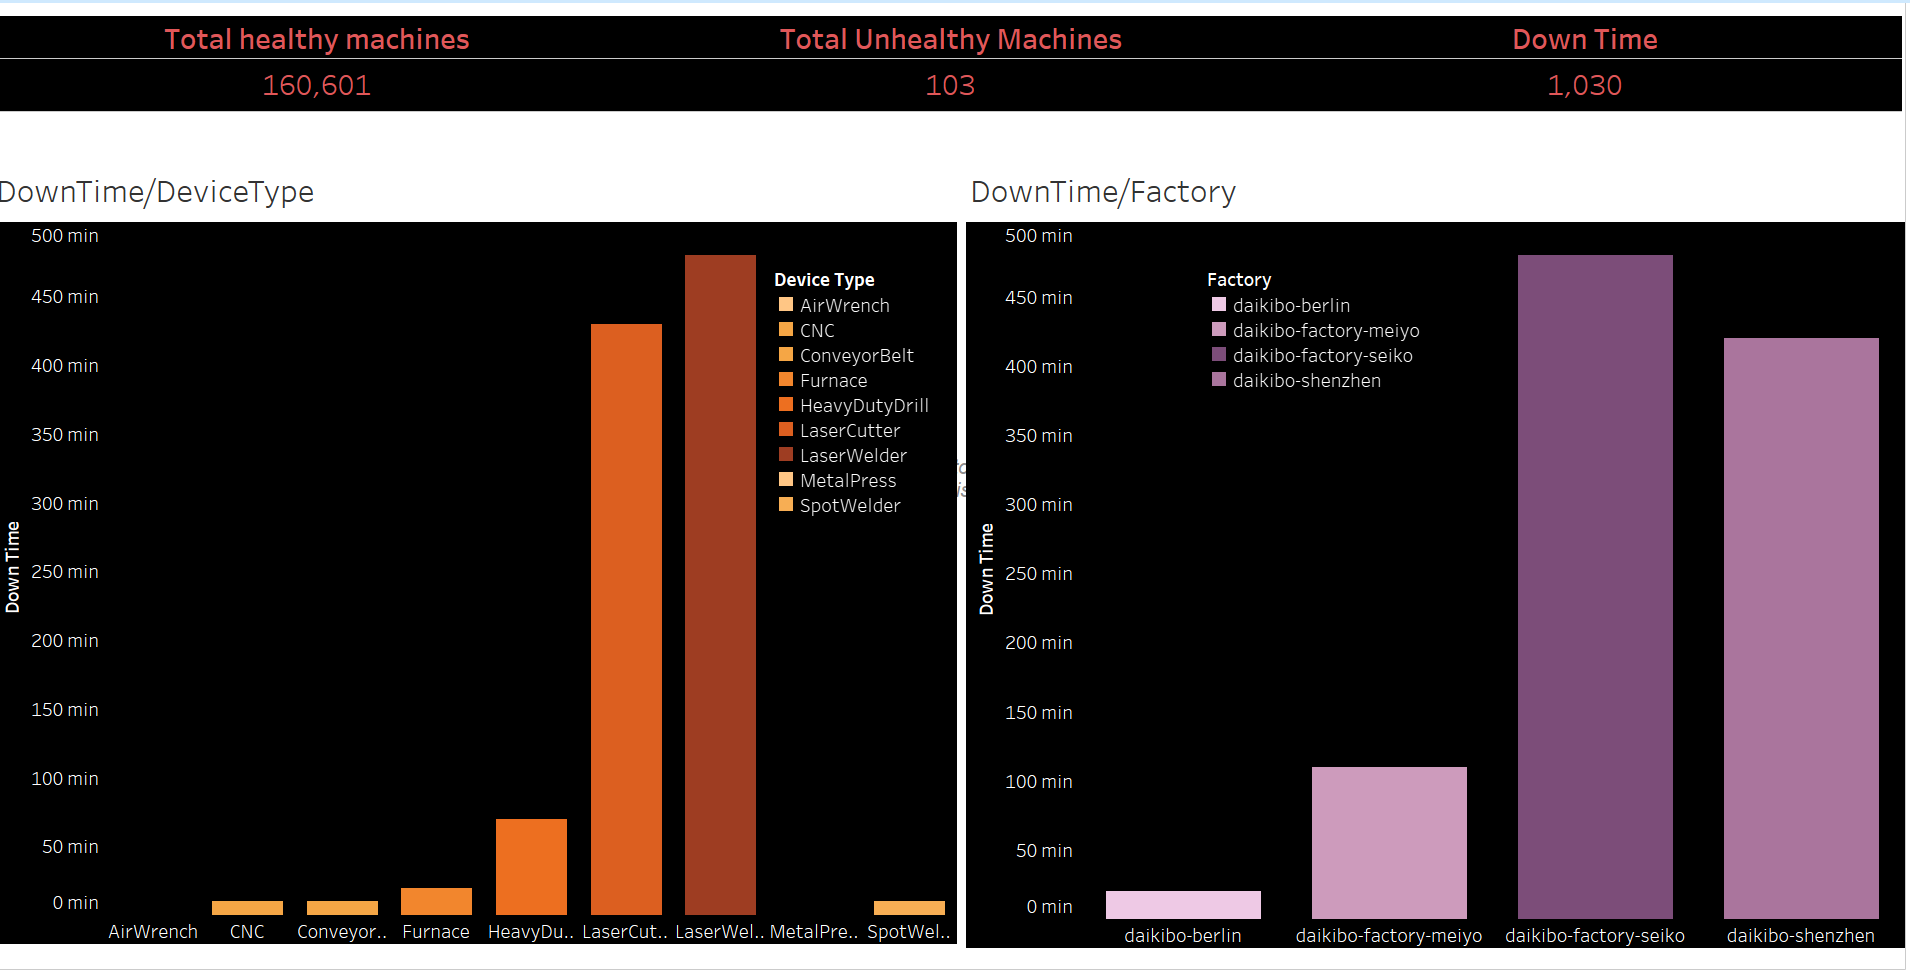 Total healthy machines
Total Unhealthy Machines
Down Time
160,601
103
1,030
DownTime/DeviceType
500 min
450 min
400 min
350 min
300 min
250 min
200 min
150 min
100 min
50 min
0 min
Down Time
Device Type
AirWrench
CNC
ConveyorBelt
Furnace
HeavyDutyDrill
LaserCutter
LaserWelder
MetalPress
SpotWelder
AirWrench
CNC
Conveyor..
Furnace
HeavyDu..
LaserCut..
LaserWel..
MetalPre..
SpotWel..
DownTime/Factory
500 min
450 min
400 min
350 min
300 min
250 min
200 min
150 min
100 min
50 min
0 min
Down Time
Factory
daikibo-berlin
daikibo-factory-meiyo
daikibo-factory-seiko
daikibo-shenzhen
daikibo-berlin
daikibo-factory-meiyo
daikibo-factory-seiko
daikibo-shenzhen